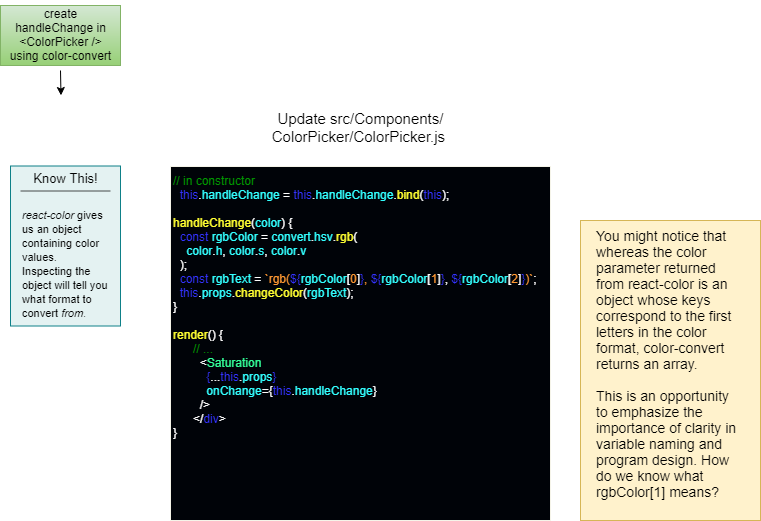 create
handleChange in
<ColorPicker />
using color-convert
Update src/Components/
ColorPicker/ColorPicker.js
Know This!
react-color gives
us an object
containing color
values.
Inspecting the
object will tell you
what format to
convert from.
// in constructor
this.handleChange = this.handleChange.bind(this);
handleChange(color) {
const rgbColor = convert.hsv.rgb(
color.h, color.s, color.v
);
const rgbText = `rgb(${rgbColor[0]}, ${rgbColor[1]}, ${rgbColor[2]})`;
this.props.changeColor(rgbText);
}
render() {
// ...
<Saturation
{...this.props}
onChange={this.handleChange}
/>
</div>
}
You might notice that
whereas the color
parameter returned
from react-color is an
object whose keys
correspond to the first
letters in the color
format, color-convert
returns an array.
This is an opportunity
to emphasize the
importance of clarity in
variable naming and
program design. How
do we know what
rgbColor[1] means?